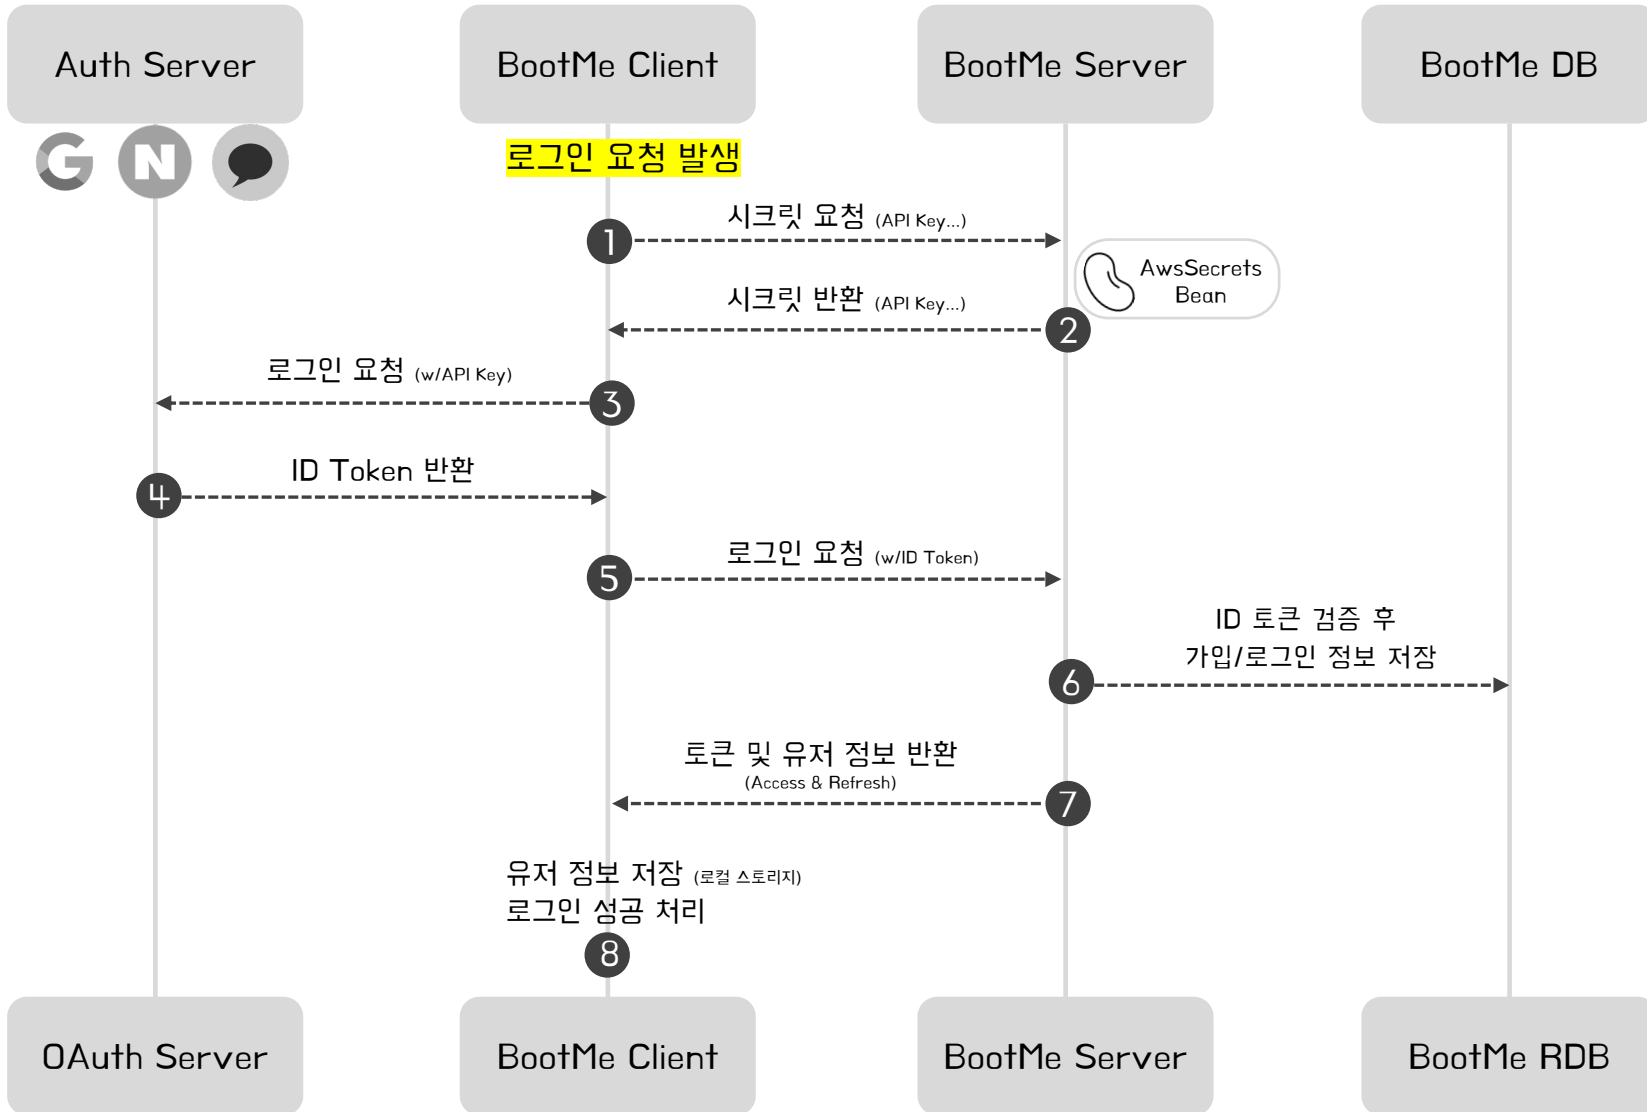 Auth Server
BootMe Client
BootMe Server
BootMe DB
G
N
로그인 요청 발생
시크릿 요청 (API Key...)
1
AwsSecrets
Bean
시크릿 반환 (API Key...)
2
로그인 요청 (w/API Key)
3
ID Token 반환
4
로그인 요청 (w/ID Token)
5
ID 토큰 검증 후
가입/로그인 정보 저장
6
토큰 및 유저 정보 반환
(Access & Refresh)
7
유저 정보 저장 (로컬 스토리지)
로그인 성공 처리
8
OAuth Server
BootMe Client
BootMe Server
BootMe RDB